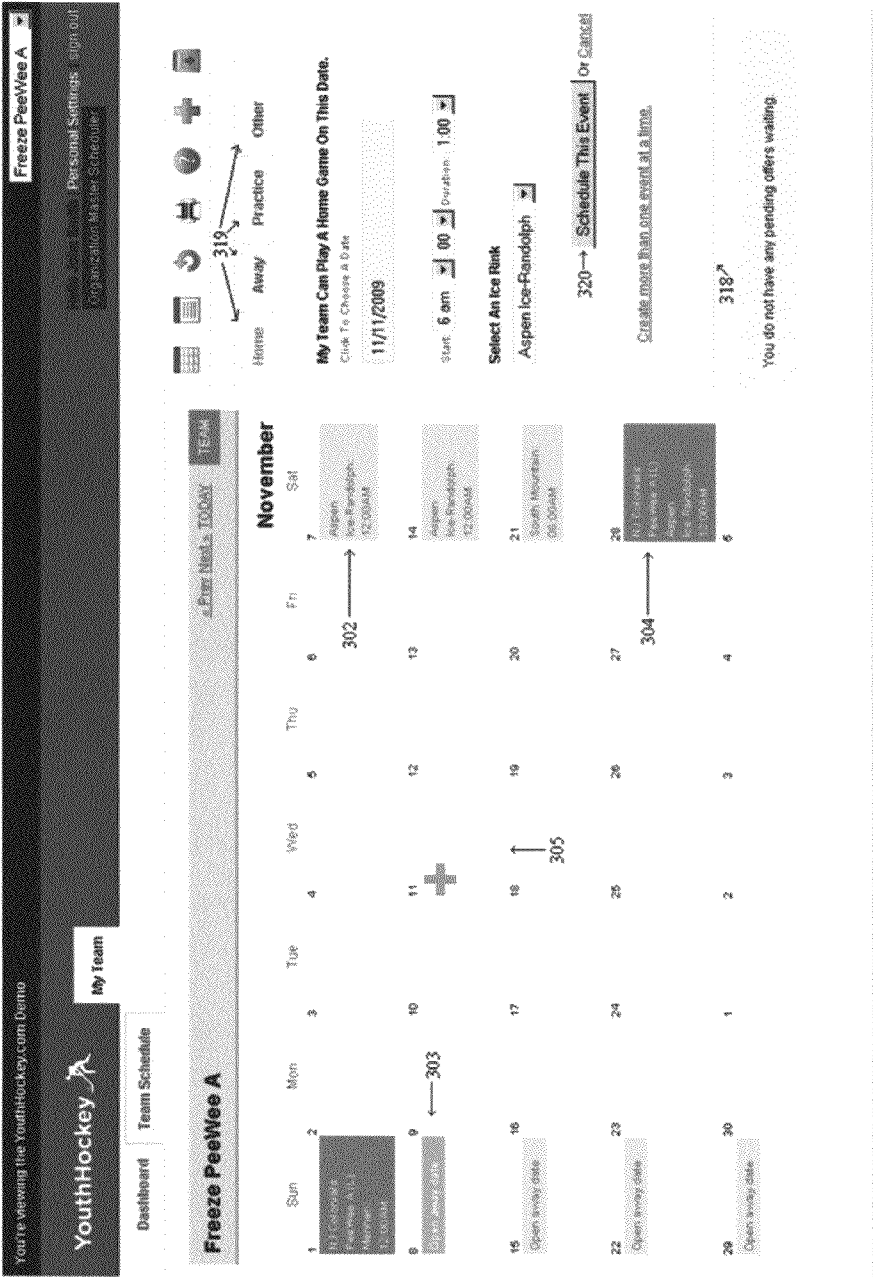 You're viewing the YouthHockey.com Demo
Freeze PeeWee A
YouthHockey
My Team
Personal Settings sign out
Organization Master Scheduler
Dashboard
Team Schedule
Freeze PeeWee A
Prev Next TODAY
TEAM
November
Sun Mon Tue Wed Thu Fri Sat
1 2 3 4 5 6 7
PeeWee A (L)
Aspen
Ice-Randolph
12:00AM
302
8 9 10 11 12 13 14
Open away date
303
Aspen
Ice-Randolph
12:00AM
15 16 17 18 19 20 21
Open away date
305
South Mountain
22 23 24 25 26 27 28
Open away date
304
PeeWee A (L)
Aspen
Ice-Randolph
29 30 1 2 3 4 5
Open away date
319
Home Away Practice Other
My Team Can Play A Home Game On This Date.
Click To Choose A Date
11/11/2009
Start: 6 am 00 Duration: 1:00
Select An Ice Rink
Aspen Ice-Randolph
320
Schedule This Event Or Cancel
Create more than one event at a time.
318
You do not have any pending offers waiting.